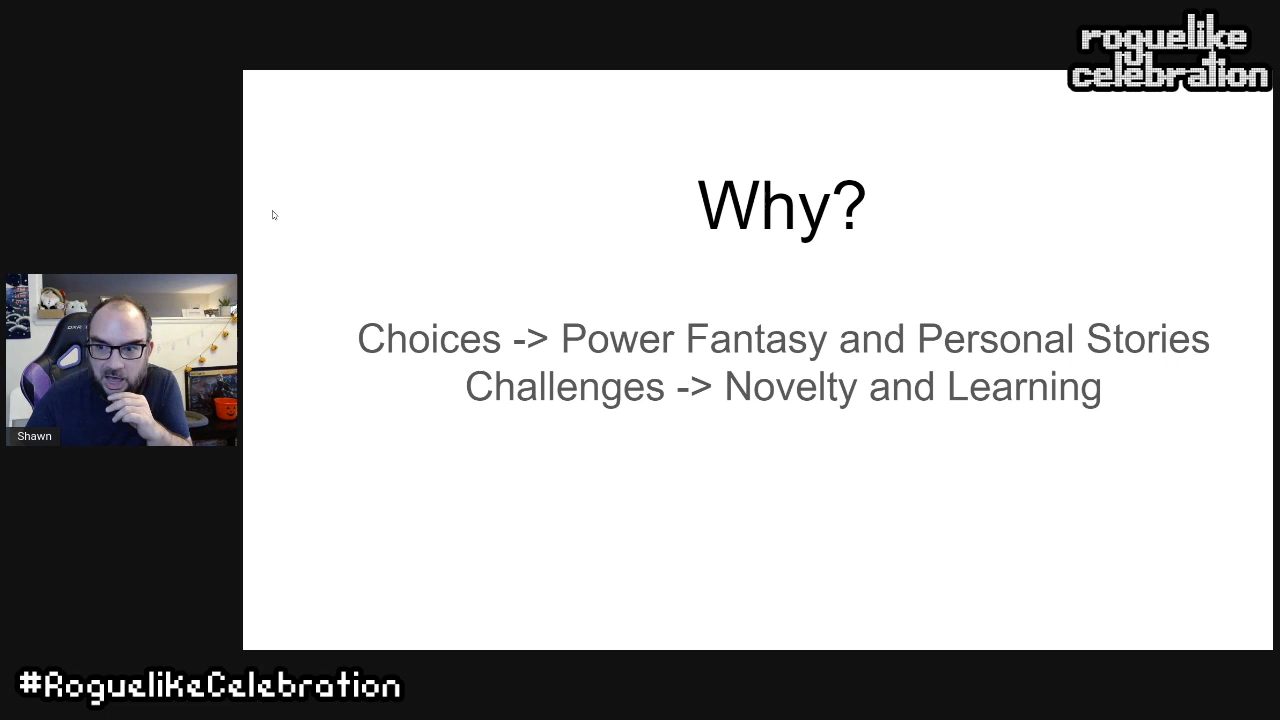 roguelike
celebration
Why?
Choices -> Power Fantasy and Personal Stories
Challenges -> Novelty and Learning
Shawn
#RoguelikeCelebration